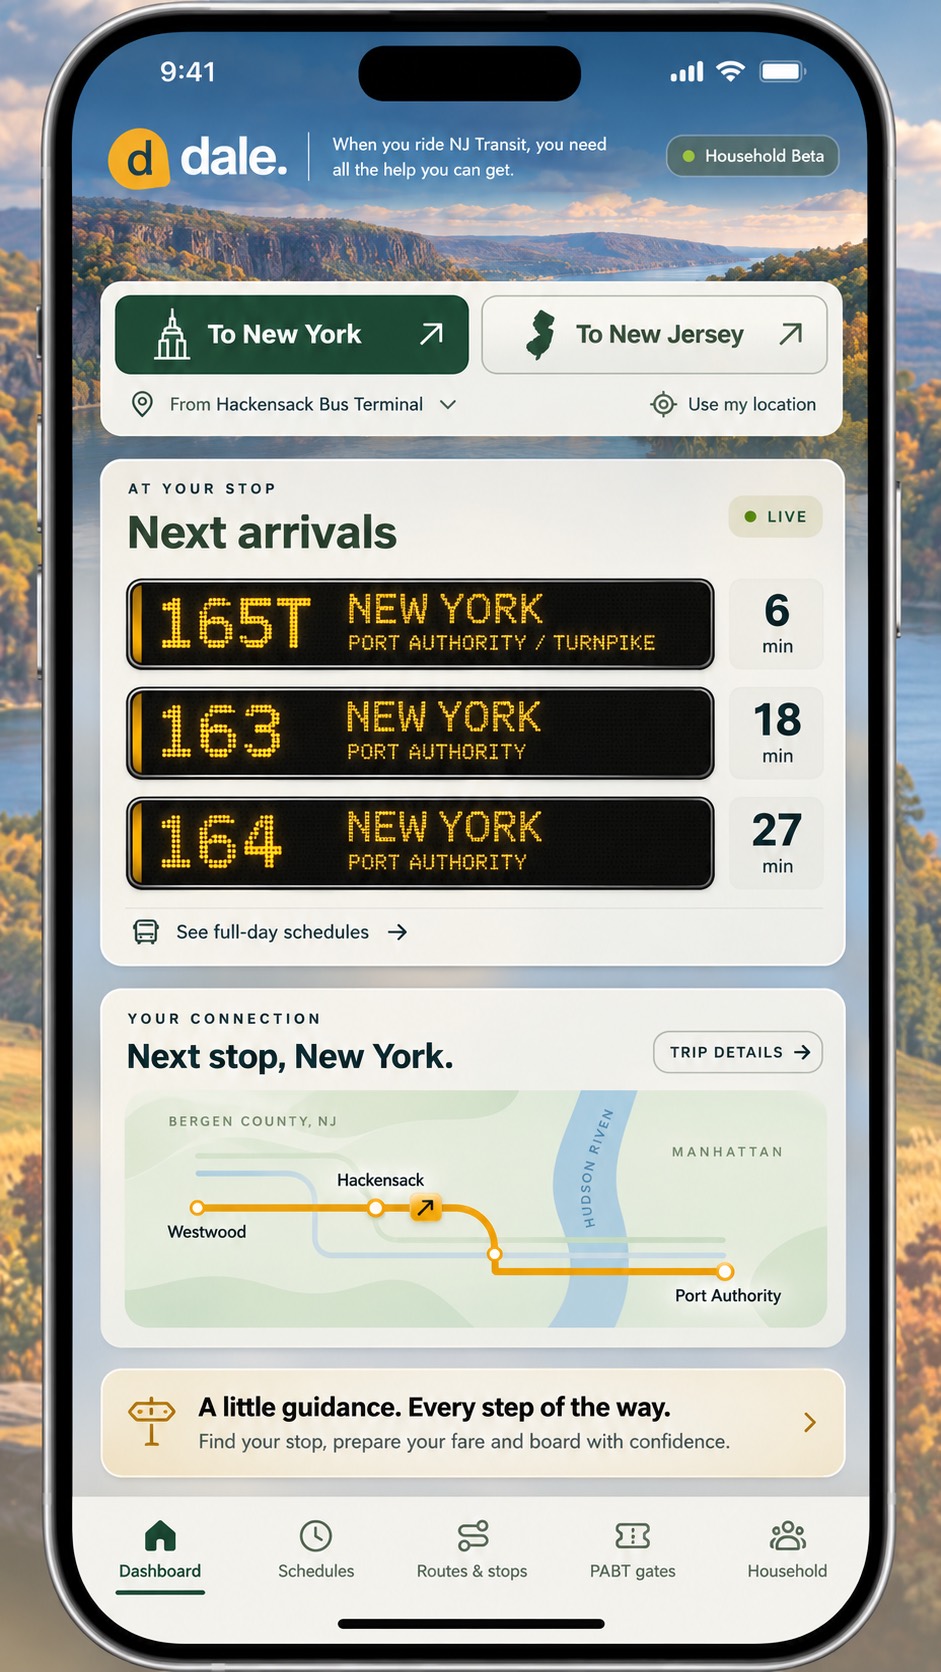 9:41
d dale.
When you ride NJ Transit, you need
all the help you can get.
Household Beta
To New York
To New Jersey
From Hackensack Bus Terminal
Use my location
AT YOUR STOP
Next arrivals
LIVE
165T NEW YORK
PORT AUTHORITY / TURNPIKE
6
min
163 NEW YORK
PORT AUTHORITY
18
min
164 NEW YORK
PORT AUTHORITY
27
min
See full-day schedules
YOUR CONNECTION
Next stop, New York.
TRIP DETAILS
BERGEN COUNTY, NJ
HUDSON RIVEN
MANHATTAN
Hackensack
Westwood
Port Authority
A little guidance. Every step of the way.
Find your stop, prepare your fare and board with confidence.
Dashboard
Schedules
Routes & stops
PABT gates
Household